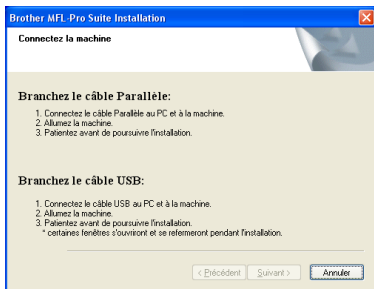 Brother MFL-Pro Suite Installation
Connectez la machine
Branchez le câble Parallèle:
1. Connectez le câble Parallèle au PC et à la machine.
2. Allumez la machine.
3. Patientez avant de poursuivre l'installation.
Branchez le câble USB:
1. Connectez le câble USB au PC et à la machine.
2. Allumez la machine.
3. Patientez avant de poursuivre l'installation.
* certaines fenêtres s'ouvriront et se refermeront pendant l'installation.
< Précédent Suivant > Annuler